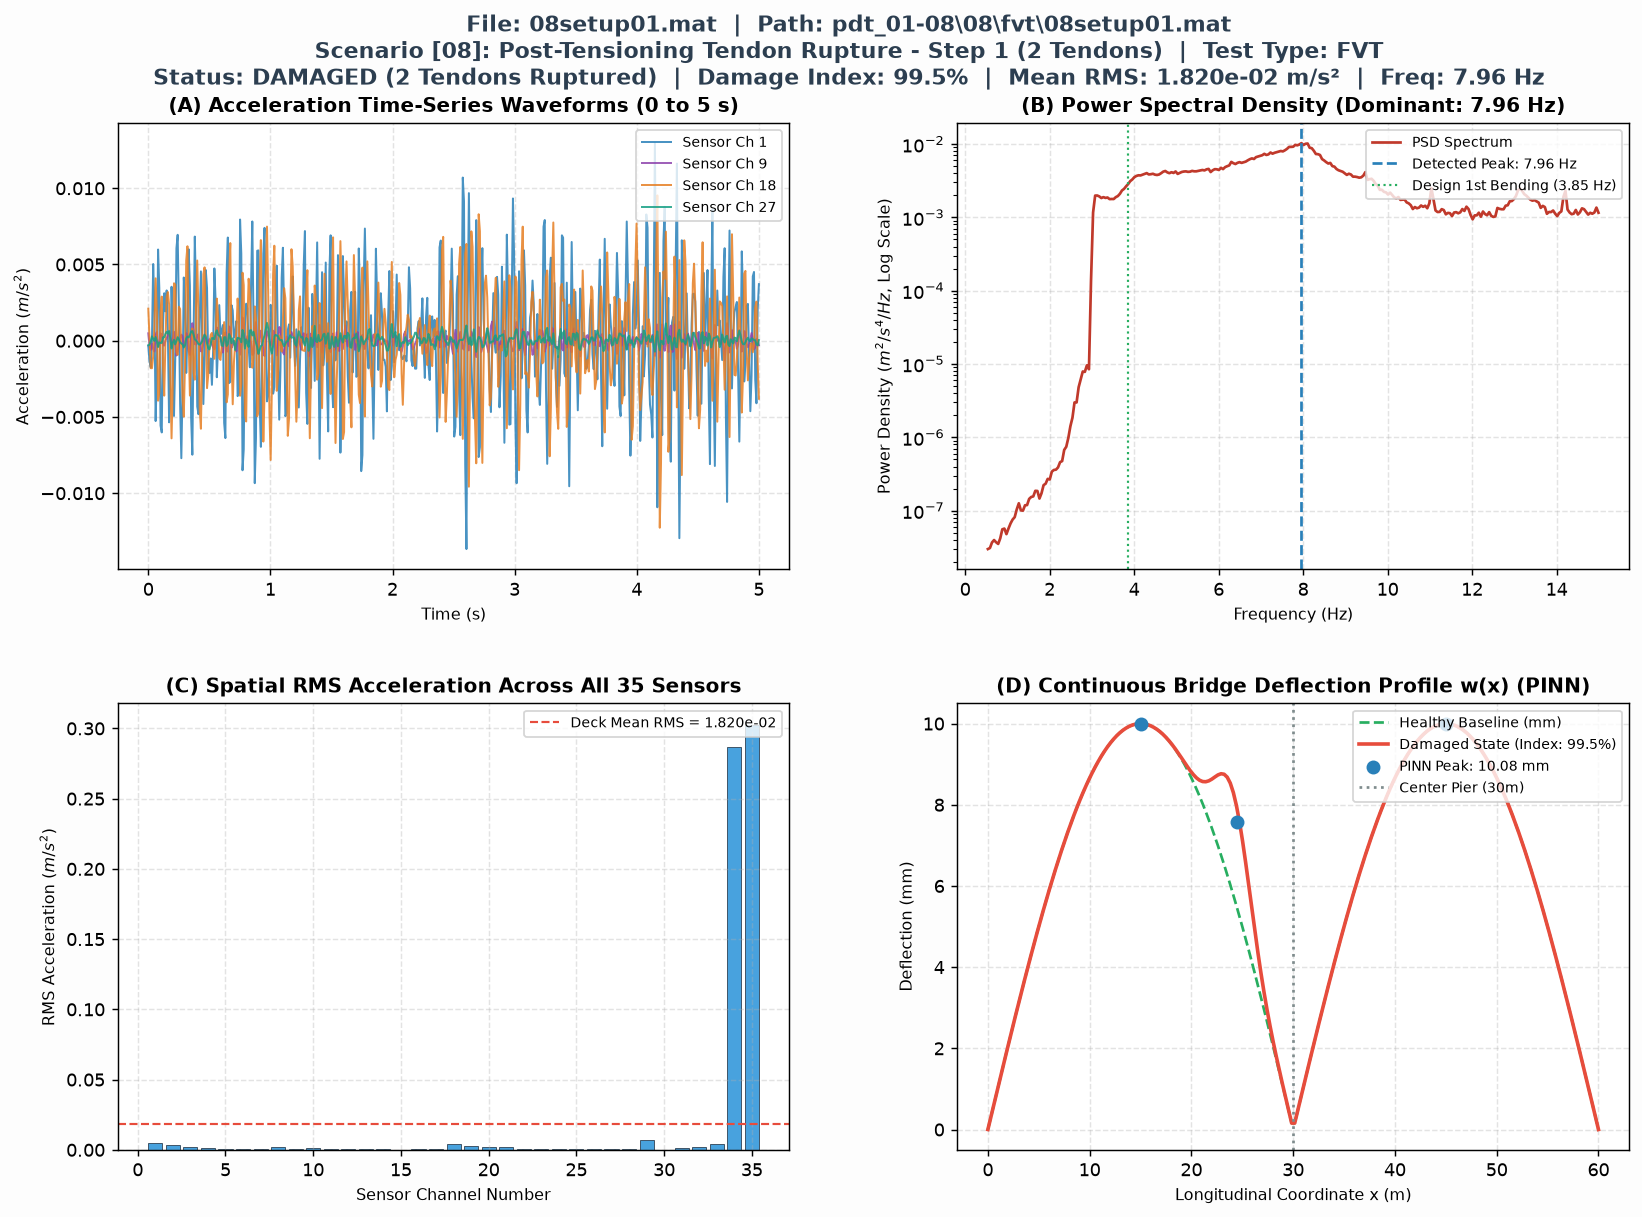 File: 08setup01.mat | Path: pdt_01-08\08\fvt\08setup01.mat
Scenario [08]: Post-Tensioning Tendon Rupture - Step 1 (2 Tendons) | Test Type: FVT
Status: DAMAGED (2 Tendons Ruptured) | Damage Index: 99.5% | Mean RMS: 1.820e-02 m/s² | Freq: 7.96 Hz
(A) Acceleration Time-Series Waveforms (0 to 5 s)
Sensor Ch 1
Sensor Ch 9
Sensor Ch 18
Sensor Ch 27
Acceleration (m/s²)
0.010
0.005
0.000
−0.005
−0.010
0 1 2 3 4 5
Time (s)
(B) Power Spectral Density (Dominant: 7.96 Hz)
PSD Spectrum
Detected Peak: 7.96 Hz
Design 1st Bending (3.85 Hz)
Power Density (m²/s⁴/Hz, Log Scale)
10⁻²
10⁻³
10⁻⁴
10⁻⁵
10⁻⁶
10⁻⁷
0 2 4 6 8 10 12 14
Frequency (Hz)
(C) Spatial RMS Acceleration Across All 35 Sensors
Deck Mean RMS = 1.820e-02
RMS Acceleration (m/s²)
0.30
0.25
0.20
0.15
0.10
0.05
0.00
0 5 10 15 20 25 30 35
Sensor Channel Number
(D) Continuous Bridge Deflection Profile w(x) (PINN)
Healthy Baseline (mm)
Damaged State (Index: 99.5%)
PINN Peak: 10.08 mm
Center Pier (30m)
Deflection (mm)
10
8
6
4
2
0
0 10 20 30 40 50 60
Longitudinal Coordinate x (m)